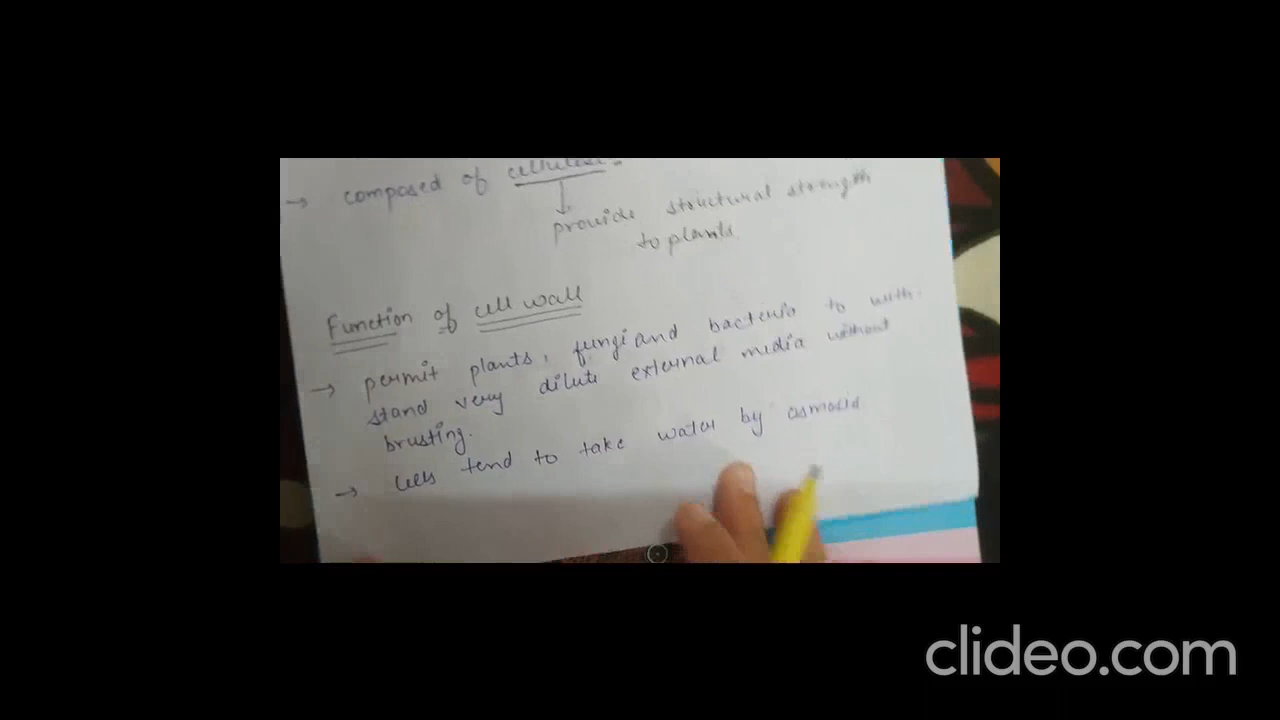 → composed of cellulose.
provide structural strength
to plants.
Function of cell wall
→ permit plants, fungi and bacteria to with-
stand very dilute external media without
brusting.
→ cells tend to take water by osmosis
clideo.com